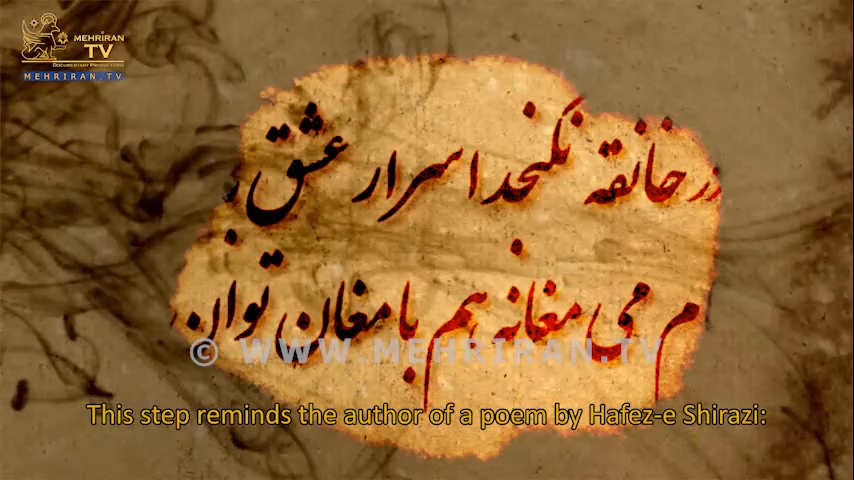 MEHRIRAN
TV
DOCUMENTARY PRODUCTIONS
MEHRIRAN.TV
در خانقه نگنجد اسرار عشق
م می مغانه هم با مغان توان
© WWW.MEHRIRAN.TV
This step reminds the author of a poem by Hafez-e Shirazi: